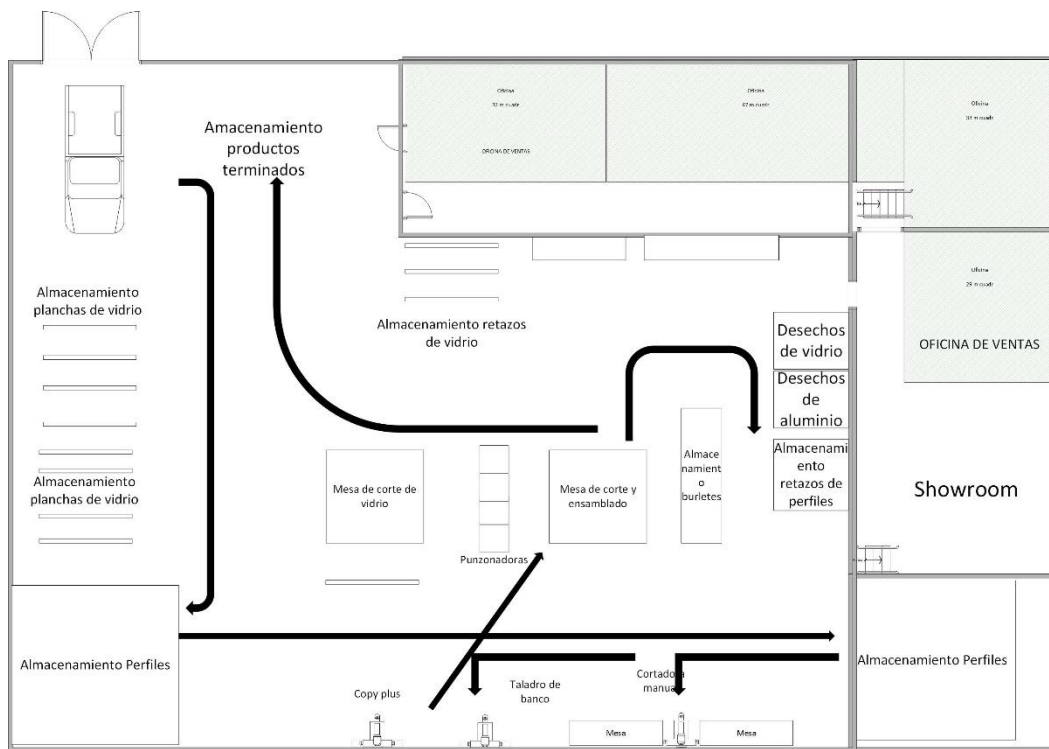 Oficina
Oficina
Oficina
OFICINA DE VENTAS
Amacenamiento
productos
terminados
Almacenamiento
planchas de vidrio
Almacenamiento retazos
de vidrio
Oficina
OFICINA DE VENTAS
Desechos
de vidrio
Desechos
de
aluminio
Almacenami
ento
retazos de
perfiles
Almace
namient
o
burletes
Almacenamiento
planchas de vidrio
Mesa de corte de
vidrio
Mesa de corte y
ensamblado
Showroom
Punzonadoras
Almacenamiento Perfiles
Almacenamiento Perfiles
Copy plus
Taladro de
banco
Cortadora
manual
Mesa
Mesa